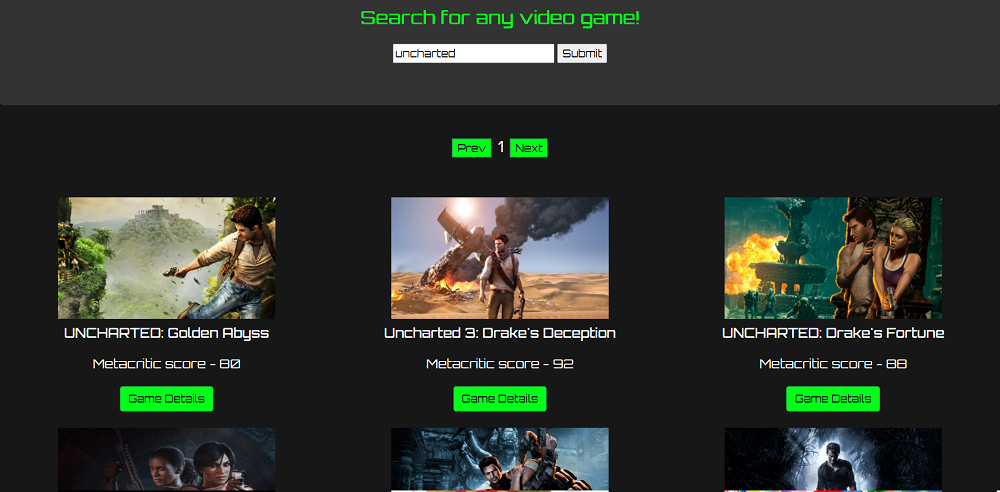 Search for any video game!
uncharted Submit
Prev 1 Next
UNCHARTED: Golden Abyss
Metacritic score - 80
Game Details
Uncharted 3: Drake's Deception
Metacritic score - 92
Game Details
UNCHARTED: Drake's Fortune
Metacritic score - 88
Game Details